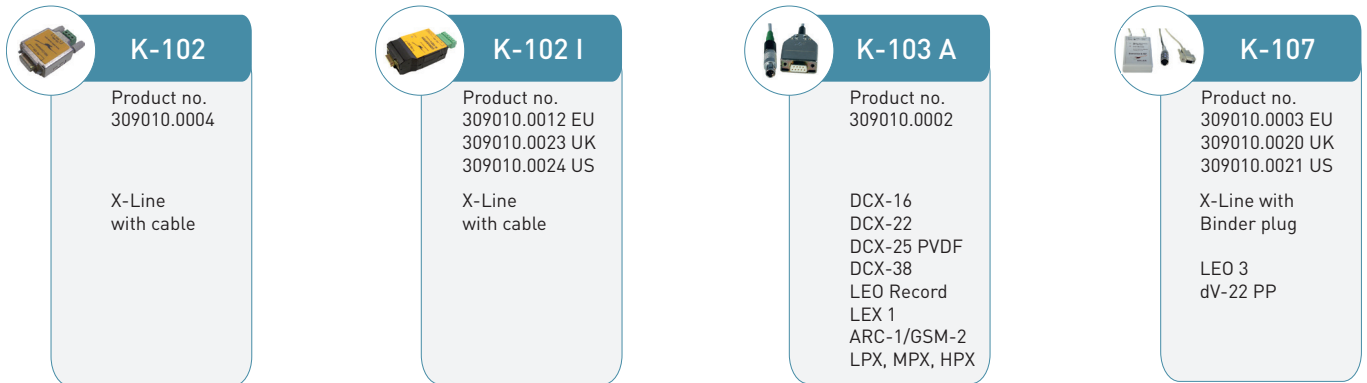 K-102
Product no.
309010.0004
X-Line
with cable
K-102 I
Product no.
309010.0012 EU
309010.0023 UK
309010.0024 US
X-Line
with cable
K-103 A
Product no.
309010.0002
DCX-16
DCX-22
DCX-25 PVDF
DCX-38
LEO Record
LEX 1
ARC-1/GSM-2
LPX, MPX, HPX
K-107
Product no.
309010.0003 EU
309010.0020 UK
309010.0021 US
X-Line with
Binder plug
LEO 3
dV-22 PP